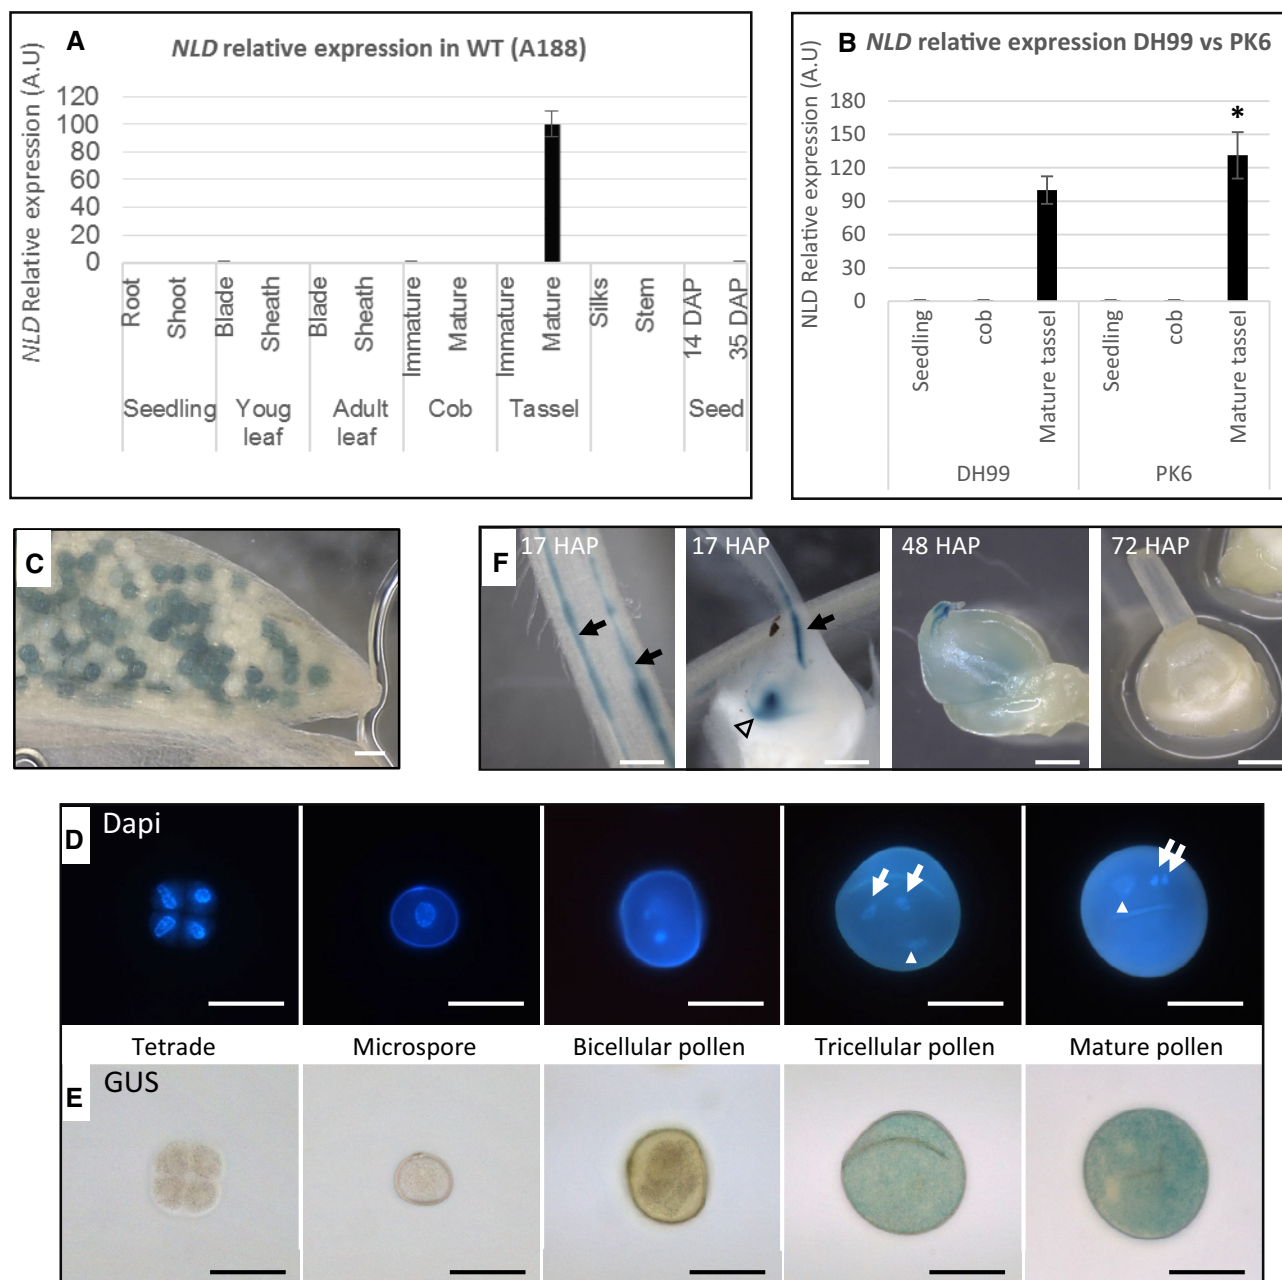 A
NLD relative expression in WT (A188)
NLD Relative expression (A.U)
120
100
80
60
40
20
0
Root
Shoot
Blade
Sheath
Blade
Sheath
Immature
Mature
Immature
Mature
Silks
Stem
14 DAP
35 DAP
Seedling
Youg leaf
Adult leaf
Cob
Tassel
Seed
B
NLD relative expression DH99 vs PK6
NLD Relative expression (A.U)
180
150
120
90
60
30
0
*
Seedling
cob
Mature tassel
Seedling
cob
Mature tassel
DH99
PK6
C
F
17 HAP
17 HAP
48 HAP
72 HAP
D
Dapi
Tetrade
Microspore
Bicellular pollen
Tricellular pollen
Mature pollen
E
GUS